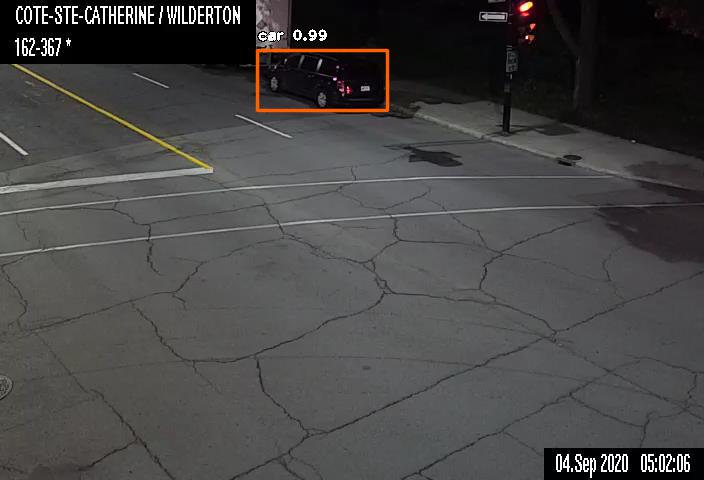 COTE-STE-CATHERINE / WILDERTON
162-367 *
car 0.99
04.Sep 2020 05:02:06